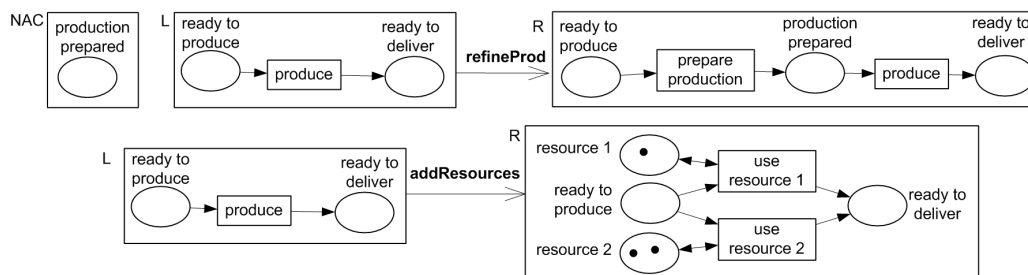 NAC
production
prepared
L
ready to
produce
produce
ready to
deliver
refineProd
R
ready to
produce
prepare
production
production
prepared
produce
ready to
deliver
L
ready to
produce
produce
ready to
deliver
addResources
R
resource 1
use
resource 1
ready to
produce
ready to
deliver
resource 2
use
resource 2